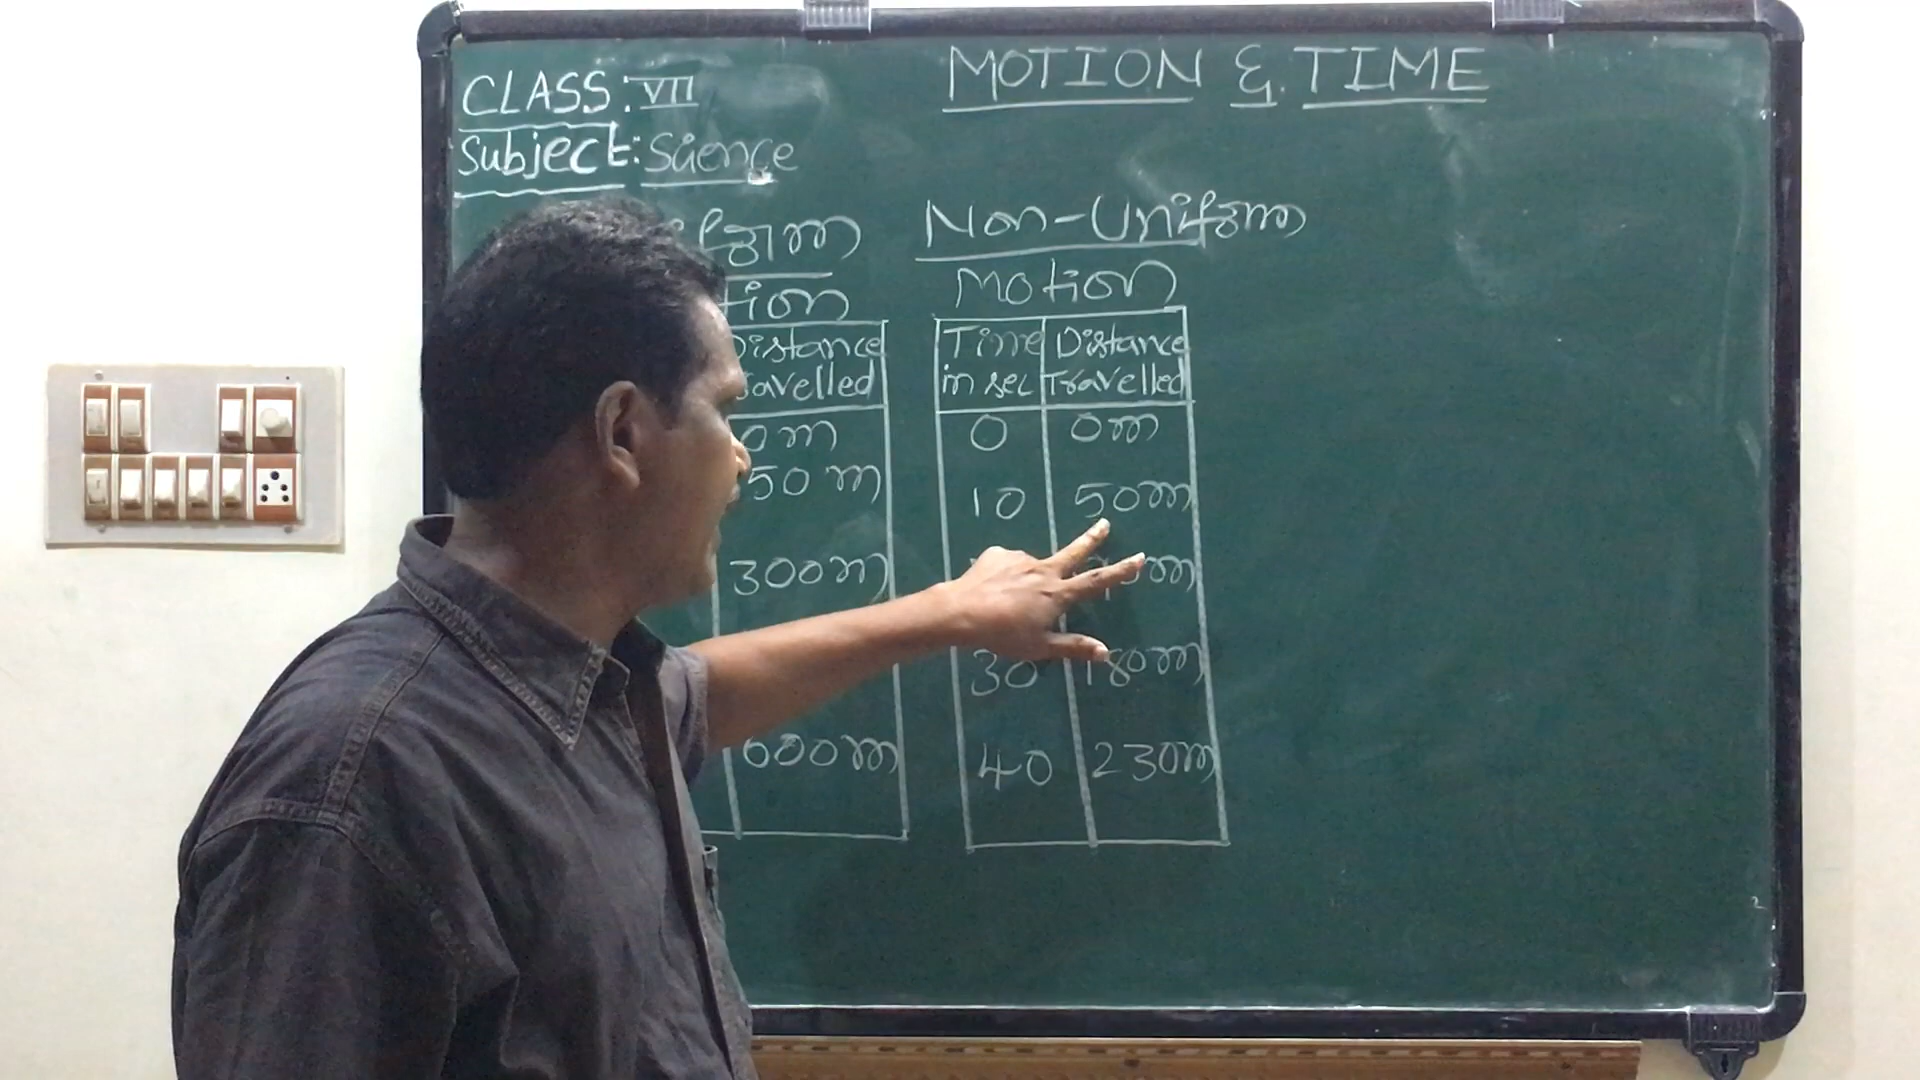 MOTION & TIME
CLASS: VII
Subject: Science
Non-Uniform
Motion
Distance
0m
50m
300m
600m
Time in sec Distance Travelled
0 0m
10 50m
30 180m
40 230m